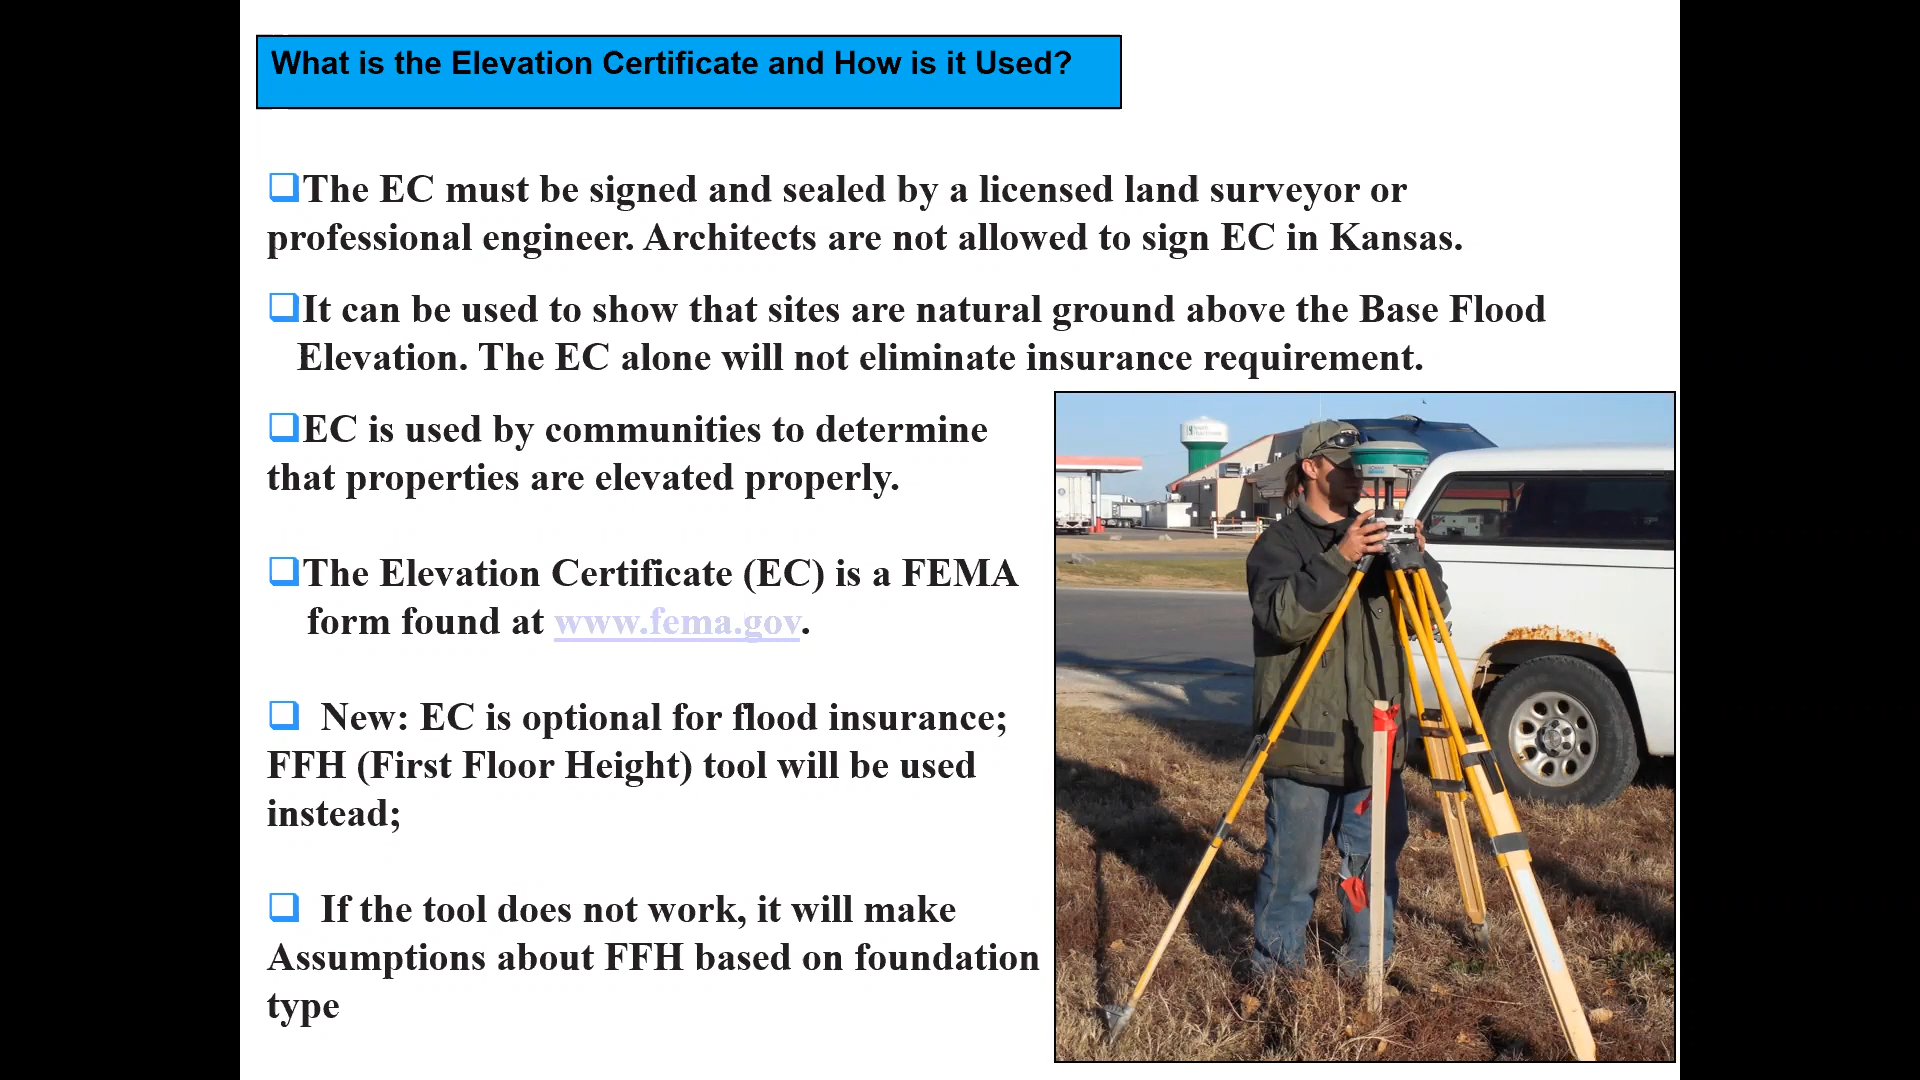 What is the Elevation Certificate and How is it Used?
The EC must be signed and sealed by a licensed land surveyor or
professional engineer. Architects are not allowed to sign EC in Kansas.
It can be used to show that sites are natural ground above the Base Flood
Elevation. The EC alone will not eliminate insurance requirement.
EC is used by communities to determine
that properties are elevated properly.
The Elevation Certificate (EC) is a FEMA
form found at www.fema.gov.
New: EC is optional for flood insurance;
FFH (First Floor Height) tool will be used
instead;
If the tool does not work, it will make
Assumptions about FFH based on foundation
type